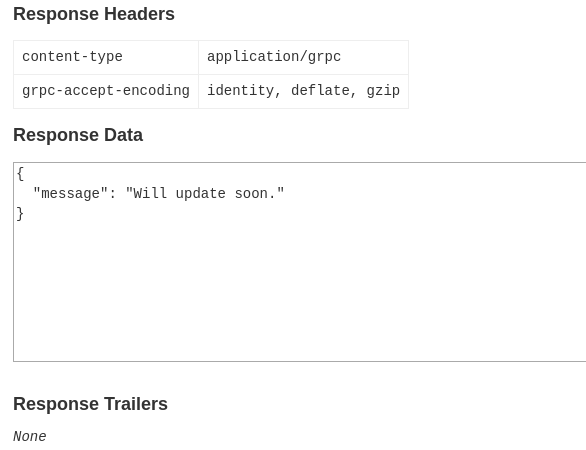 Response Headers
content-type application/grpc
grpc-accept-encoding identity, deflate, gzip
Response Data
{
  "message": "Will update soon."
}
Response Trailers
None